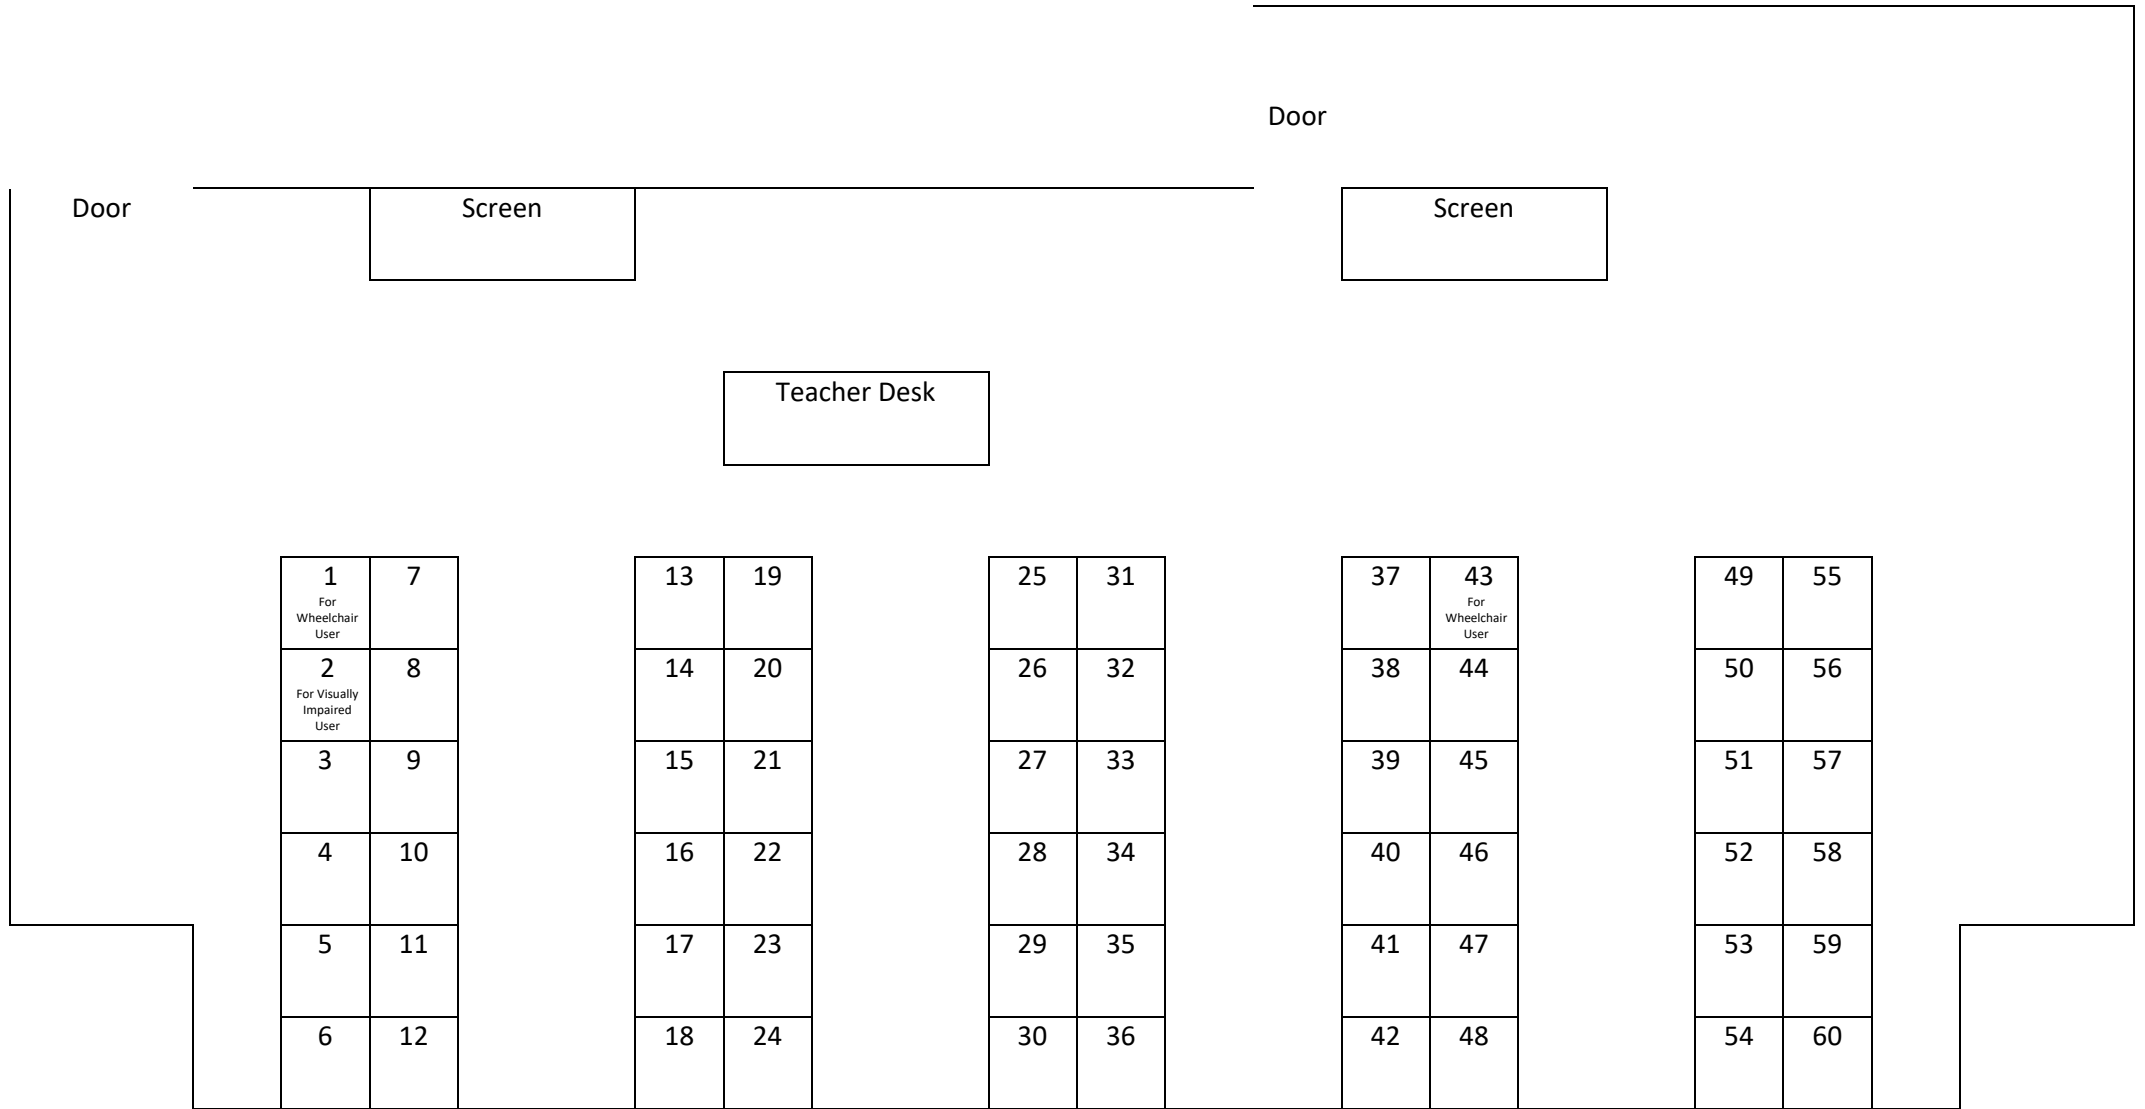 Door
Door
Screen
Screen
Teacher Desk
1 7 13 19 25 31 37 43 49 55
For
Wheelchair
User
For
Wheelchair
User
2 8 14 20 26 32 38 44 50 56
For Visually
Impaired
User
3 9 15 21 27 33 39 45 51 57
4 10 16 22 28 34 40 46 52 58
5 11 17 23 29 35 41 47 53 59
6 12 18 24 30 36 42 48 54 60